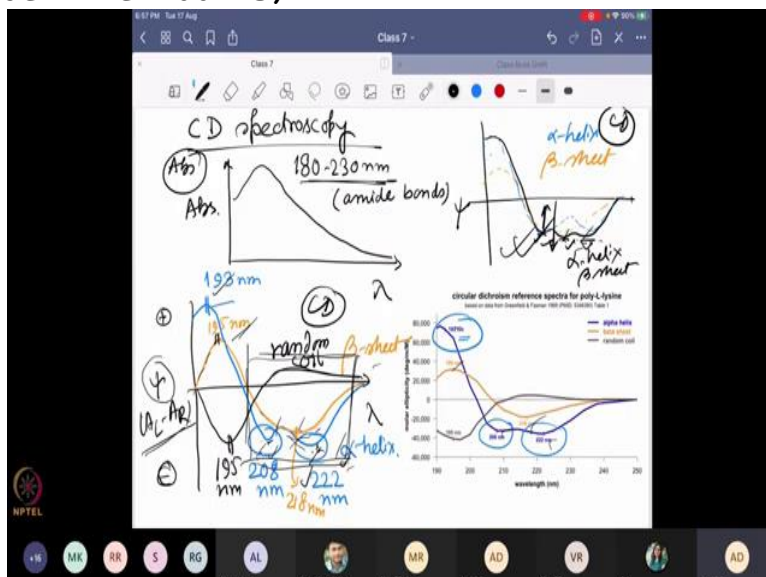 6:57 PM Tue 17 Aug
90%
Class 7
Class 7
CD spectroscopy
Abs
Abs.
180-230 nm
(amide bonds)
λ
CD
α-helix
β-sheet
α-helix
β-sheet
193 nm
195 nm
CD
random
coil
β-sheet
λ
ψ
(AL-AR)
195
nm
208
nm
218 nm
222
nm
α-helix.
circular dichroism reference spectra for poly-L-lysine
alpha helix
beta sheet
random coil
80,000
60,000
40,000
20,000
0
-20,000
-40,000
-60,000
222 nm
190 200 210 220 230 240 250
wavelength (nm)
NPTEL
+16 MK RR S RG AL MR AD VR AD